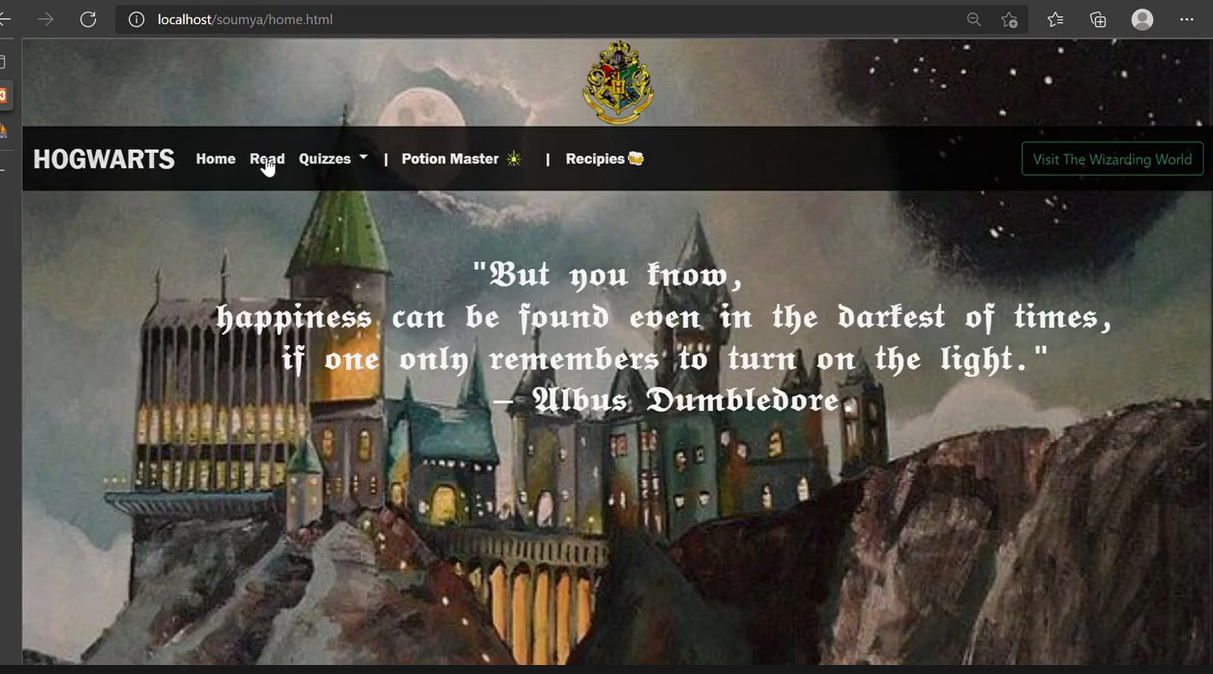 localhost/soumya/home.html
H
HOGWARTS Home Read Quizzes | Potion Master | Recipies Visit The Wizarding World
"But you know,
happiness can be found even in the darkest of times,
if one only remembers to turn on the light."
– Albus Dumbledore.